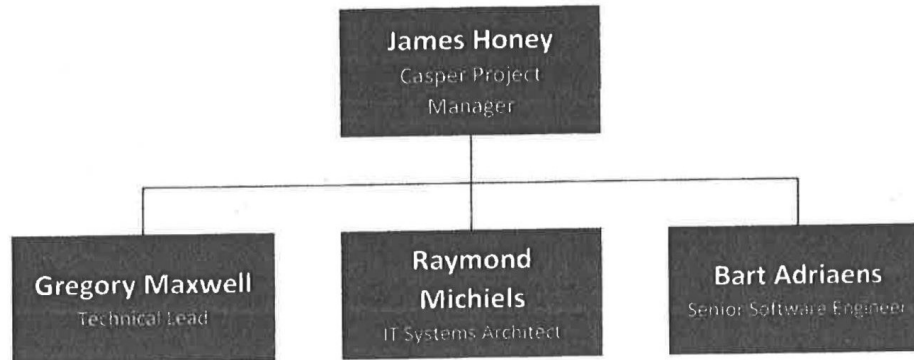 James Honey
Casper Project
Manager
Gregory Maxwell
Technical Lead
Raymond
Michiels
IT Systems Architect
Bart Adriaens
Senior Software Engineer